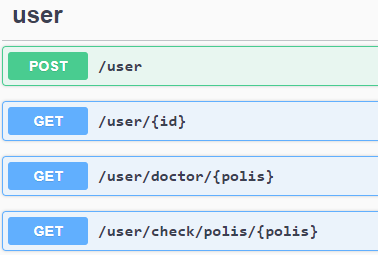 user
POST /user
GET /user/{id}
GET /user/doctor/{polis}
GET /user/check/polis/{polis}